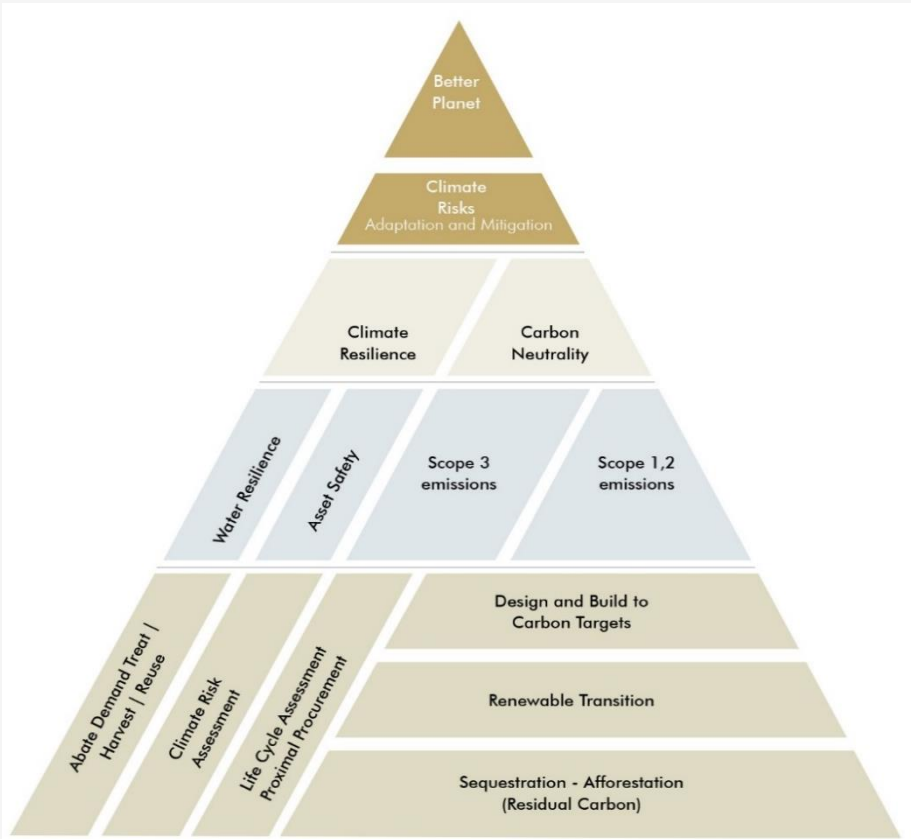 Better
Planet
Climate
Risks
Adaptation and Mitigation
Climate
Resilience
Carbon
Neutrality
Water Resilience
Asset Safety
Scope 3
emissions
Scope 1,2
emissions
Abate Demand Treat |
Harvest | Reuse
Climate Risk
Assessment
Life Cycle Assessment
Proximal Procurement
Design and Build to
Carbon Targets
Renewable Transition
Sequestration - Afforestation
(Residual Carbon)